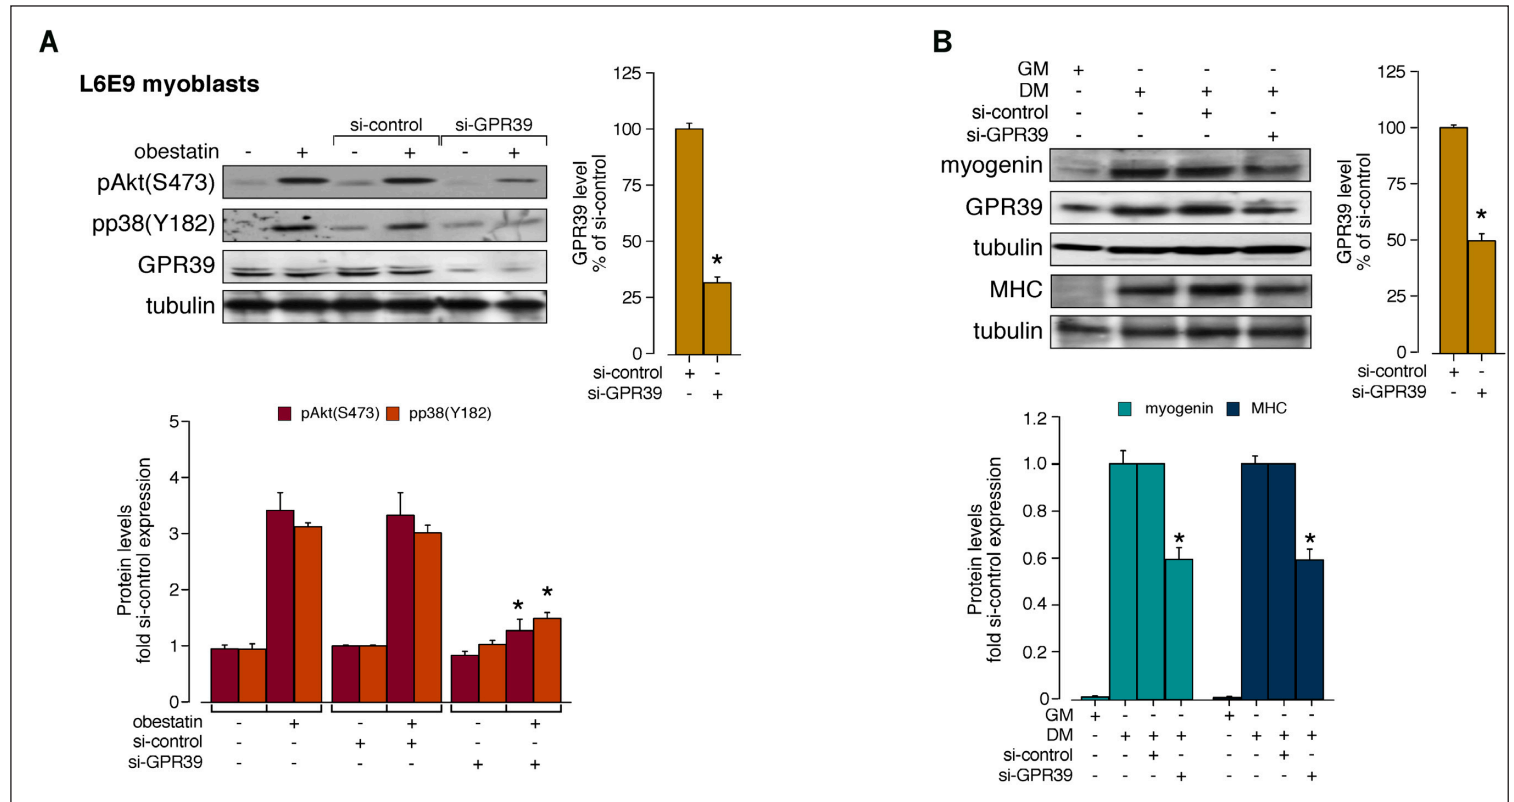 A
L6E9 myoblasts
si-control si-GPR39
obestatin - + - + - +
pAkt(S473)
pp38(Y182)
GPR39
tubulin
GPR39 level
% of si-control
125
100
75
50
25
0
*
si-control + -
si-GPR39 - +
pAkt(S473) pp38(Y182)
Protein levels
fold si-control expression
5
4
3
2
1
0
* *
obestatin - + - + - +
si-control - - + + - -
si-GPR39 - - - - + +
B
GM + - - -
DM - + + +
si-control - - + -
si-GPR39 - - - +
myogenin
GPR39
tubulin
MHC
tubulin
GPR39 level
% of si-control
125
100
75
50
25
0
*
si-control + -
si-GPR39 - +
myogenin MHC
Protein levels
fold si-control expression
1.2
1.0
0.8
0.6
0.4
0.2
0
* *
GM + - - - + - - -
DM - + + + - + + +
si-control - - + - - - + -
si-GPR39 - - - + - - - +